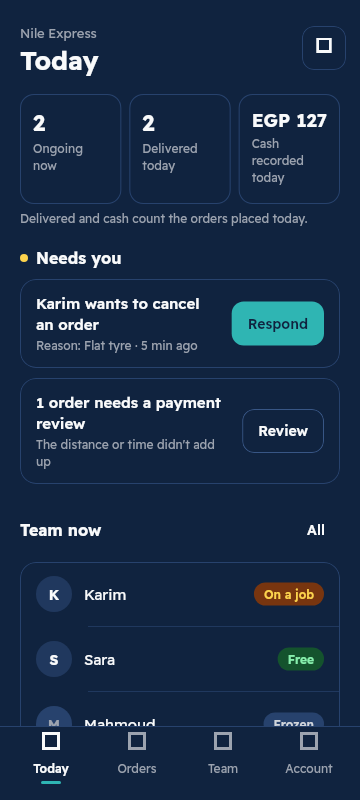 Nile Express
Today
2
Ongoing
now
2
Delivered
today
EGP 127
Cash
recorded
today
Delivered and cash count the orders placed today.
Needs you
Karim wants to cancel
an order
Reason: Flat tyre · 5 min ago
Respond
1 order needs a payment
review
The distance or time didn't add
up
Review
Team now
All
K
Karim
On a job
S
Sara
Free
M
Mahmoud
Frozen
Today
Orders
Team
Account